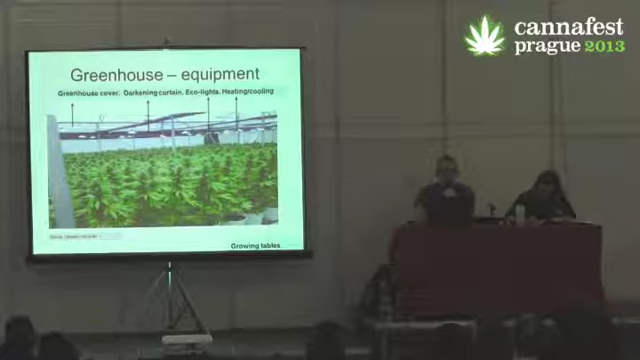 cannafest
prague 2013
Greenhouse – equipment
Greenhouse cover. Darkening curtain. Eco-lights. Heating/cooling
Growing tables